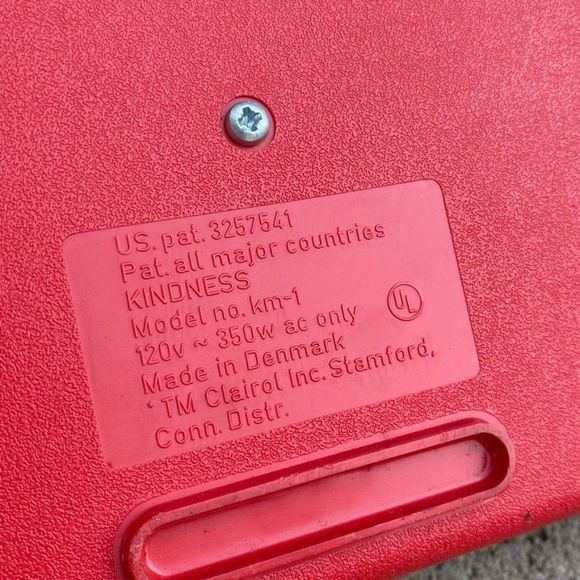 US. pat. 3257541
Pat. all major countries
KINDNESS
Model no. km-1
120v ~ 350w ac only
UL
Made in Denmark
* TM Clairol Inc. Stamford,
Conn. Distr.